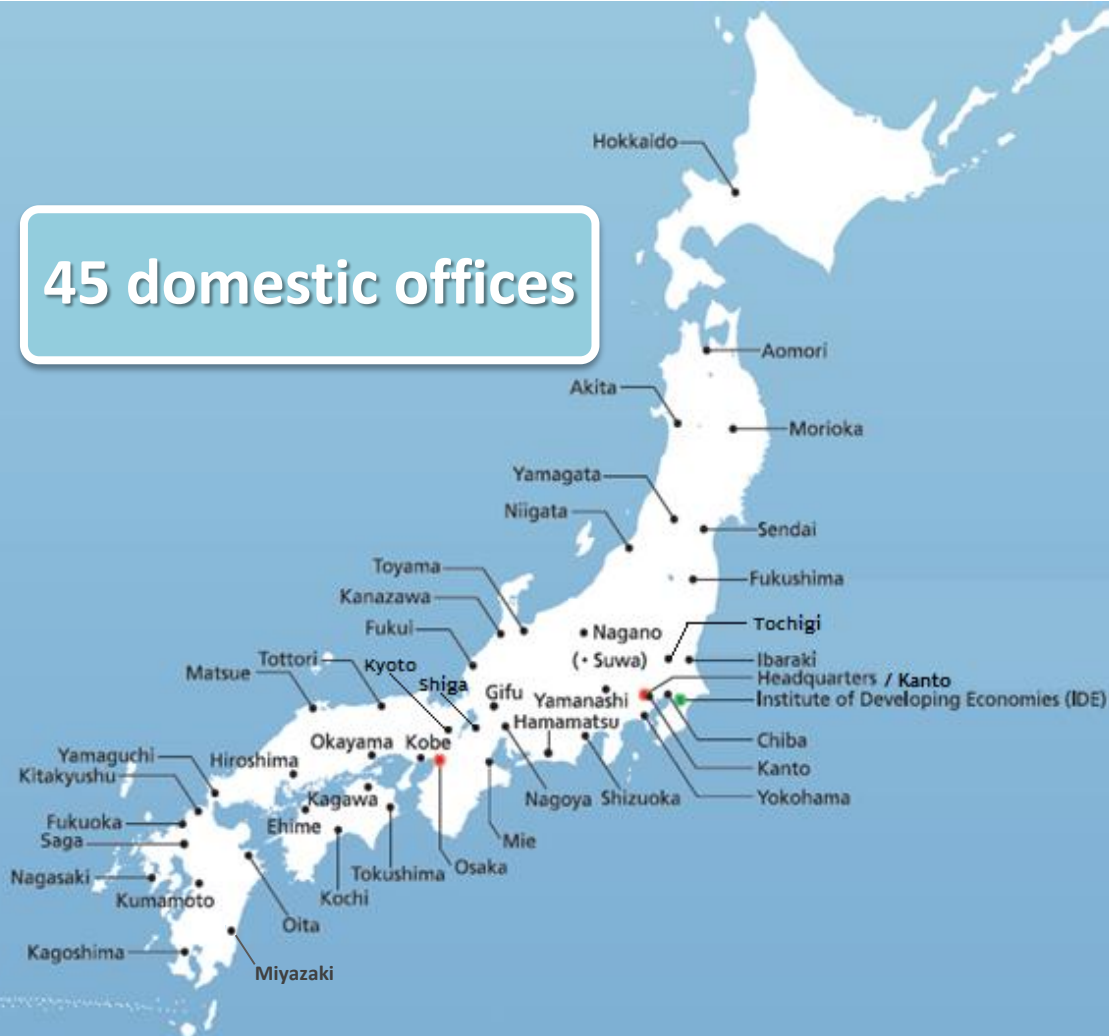 Hokkaido
45 domestic offices
Aomori
Akita
Morioka
Yamagata
Niigata
Sendai
Toyama
Fukushima
Kanazawa
Fukui
Nagano
Tochigi
Tottori
Kyoto
(・Suwa)
Ibaraki
Matsue
Shiga
Headquarters / Kanto
Gifu
Yamanashi
Institute of Developing Economies (IDE)
Hamamatsu
Okayama
Kobe
Chiba
Yamaguchi
Hiroshima
Kanto
Kitakyushu
Kagawa
Nagoya
Shizuoka
Yokohama
Fukuoka
Ehime
Saga
Mie
Tokushima
Osaka
Nagasaki
Kumamoto
Kochi
Oita
Kagoshima
Miyazaki